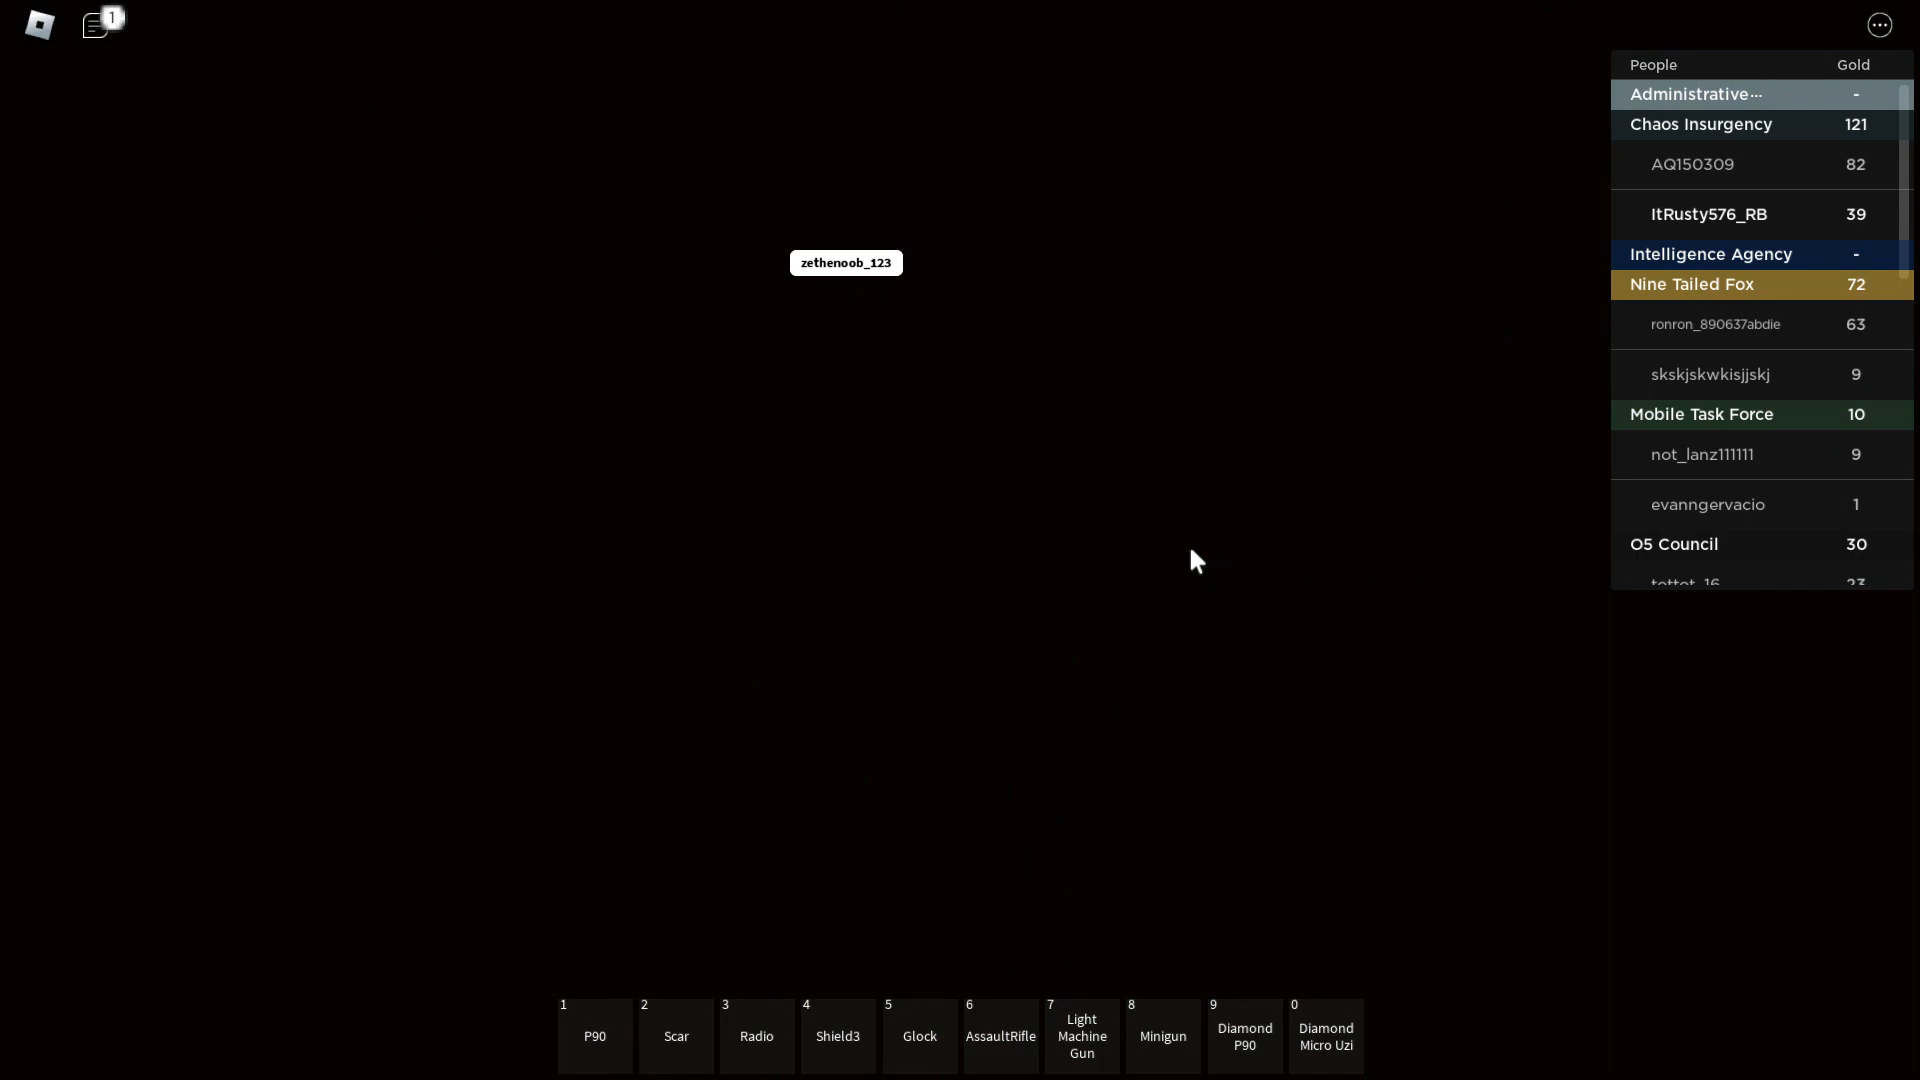 1
People Gold
Administrative... -
Chaos Insurgency 121
AQ150309 82
ItRusty576_RB 39
zethenoob_123
Intelligence Agency -
Nine Tailed Fox 72
ronron_890637abdie 63
skskjskwkisjjskj 9
Mobile Task Force 10
not_lanz111111 9
evanngervacio 1
O5 Council 30
tottot_16 23
1 2 3 4 5 6 7 8 9 0
P90
Scar
Radio
Shield3
Glock
AssaultRifle
Light
Machine
Gun
Minigun
Diamond
P90
Diamond
Micro Uzi